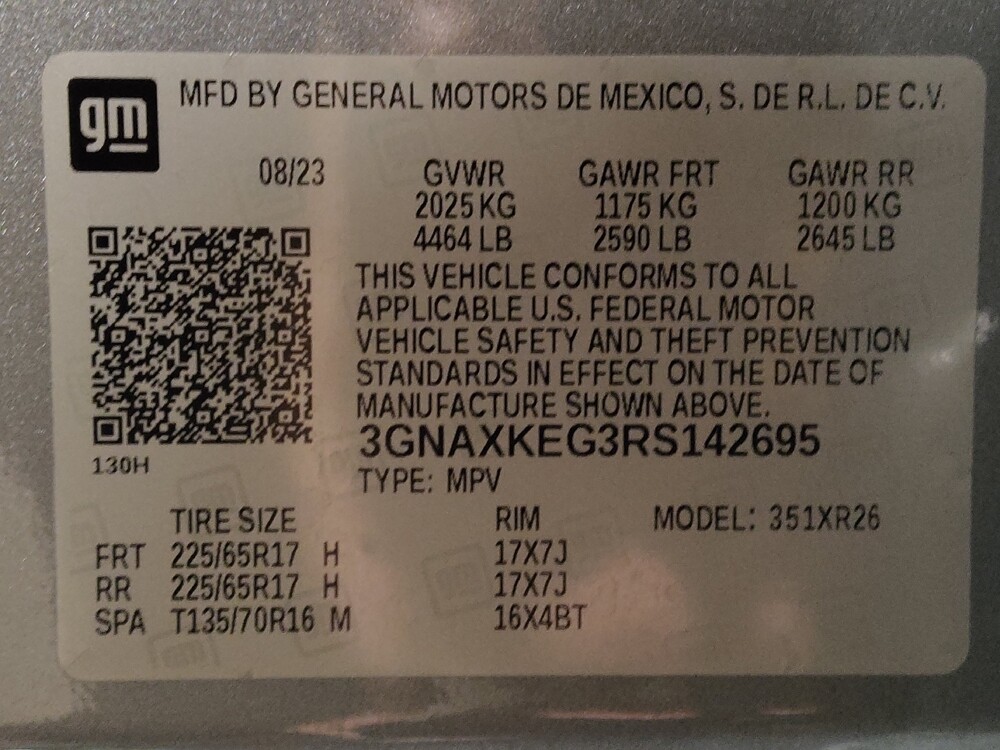 gm
MFD BY GENERAL MOTORS DE MEXICO, S. DE R.L. DE C.V.
08/23 GVWR GAWR FRT GAWR RR
2025 KG 1175 KG 1200 KG
4464 LB 2590 LB 2645 LB
THIS VEHICLE CONFORMS TO ALL
APPLICABLE U.S. FEDERAL MOTOR
VEHICLE SAFETY AND THEFT PREVENTION
STANDARDS IN EFFECT ON THE DATE OF
MANUFACTURE SHOWN ABOVE.
3GNAXKEG3RS142695
130H
TYPE: MPV
TIRE SIZE RIM MODEL: 351XR26
FRT 225/65R17 H 17X7J
RR 225/65R17 H 17X7J
SPA T135/70R16 M 16X4BT